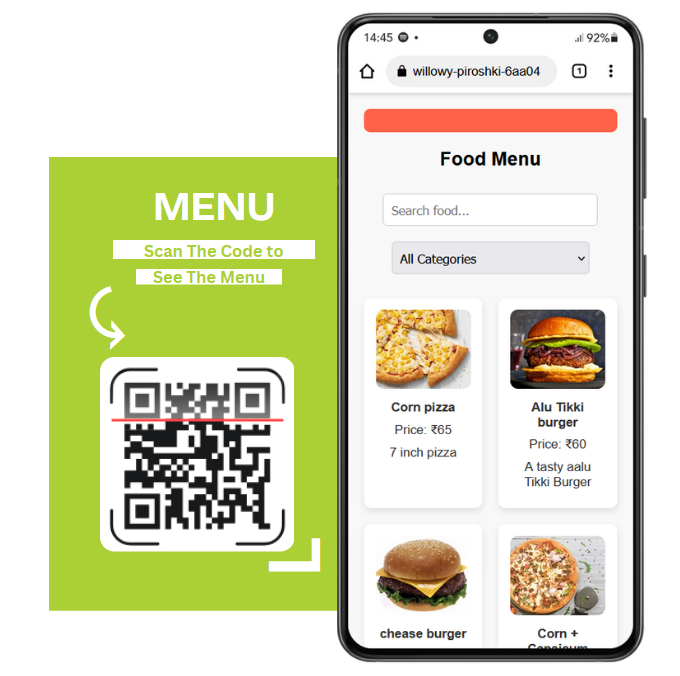 MENU
Scan The Code to
See The Menu
14:45
92%
willowy-piroshki-6aa04
1
Food Menu
Search food...
All Categories
Corn pizza
Price: ₹65
7 inch pizza
Alu Tikki
burger
Price: ₹60
A tasty aalu
Tikki Burger
chease burger
Corn +
Capsicum